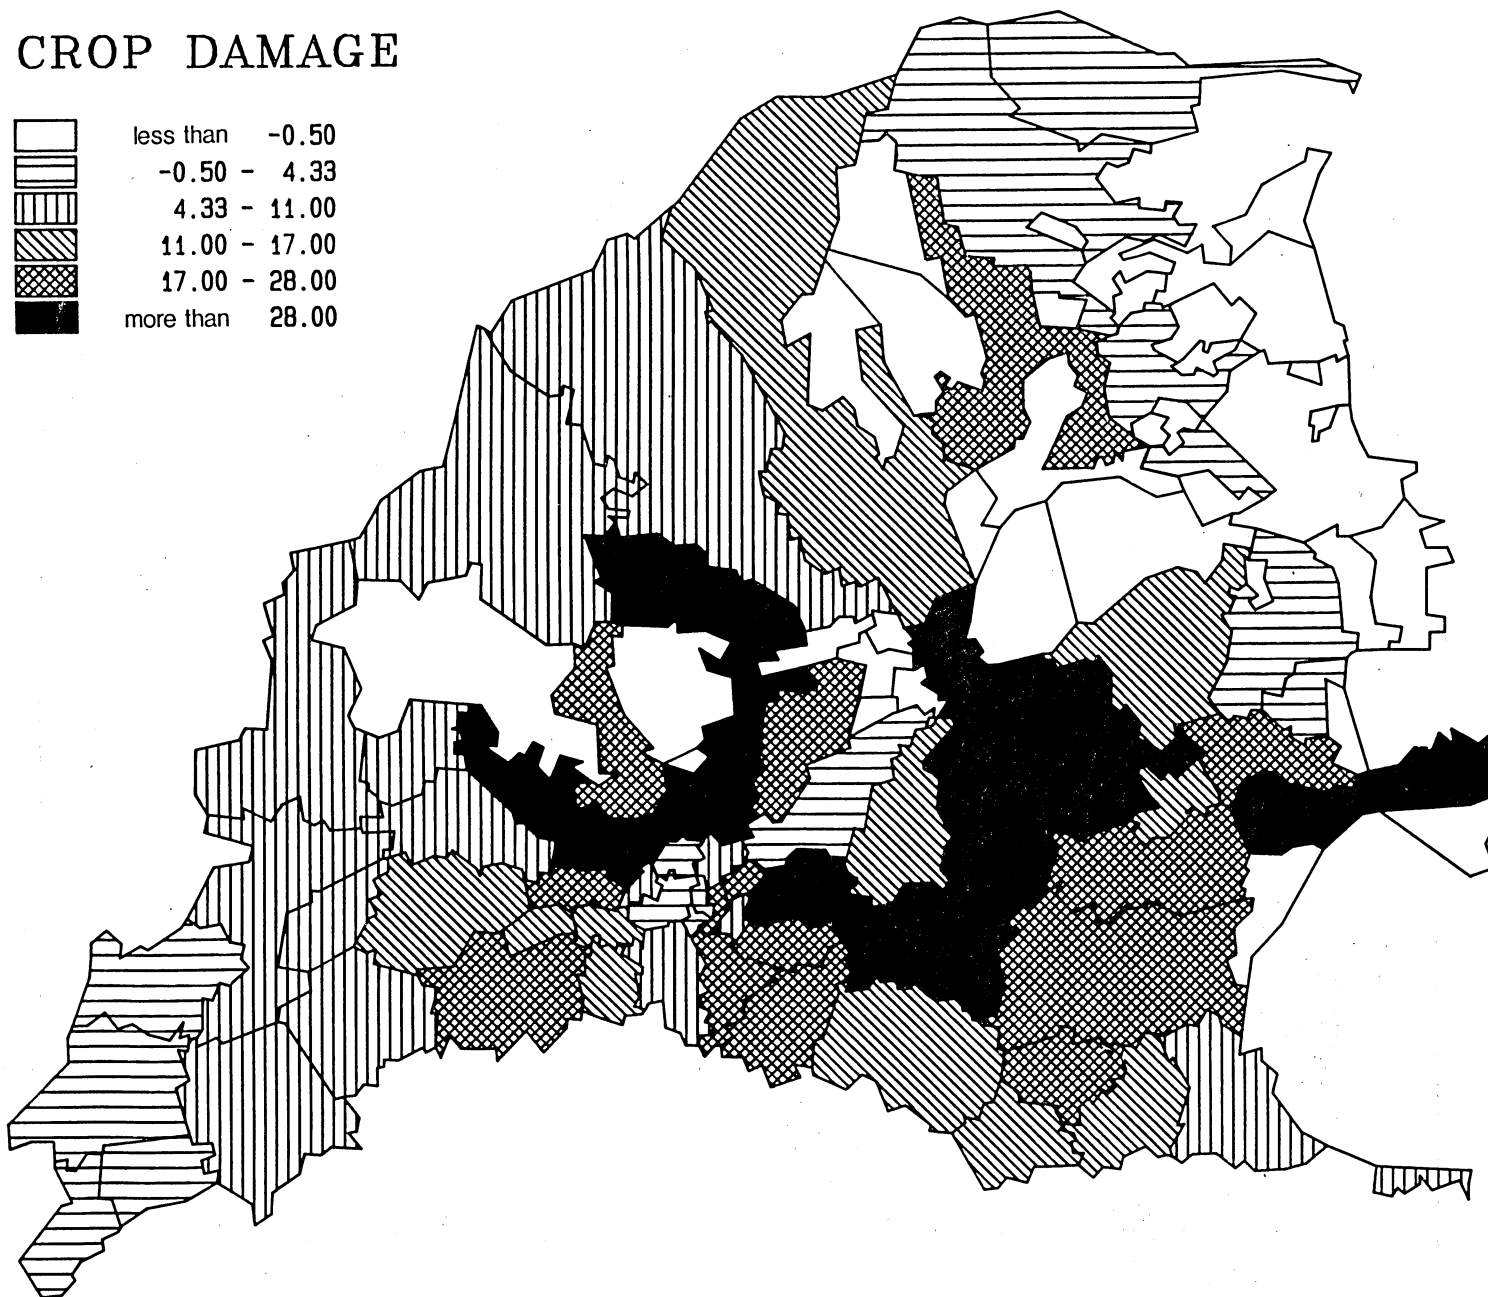 CROP DAMAGE
less than -0.50
-0.50 - 4.33
4.33 - 11.00
11.00 - 17.00
17.00 - 28.00
more than 28.00